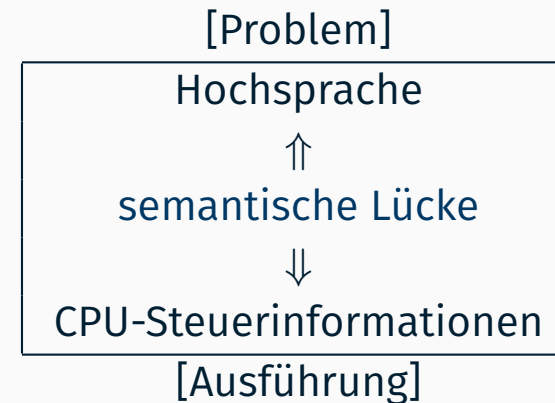 [Problem]
Hochsprache
⇑
semantische Lücke
⇓
CPU-Steuerinformationen
[Ausführung]